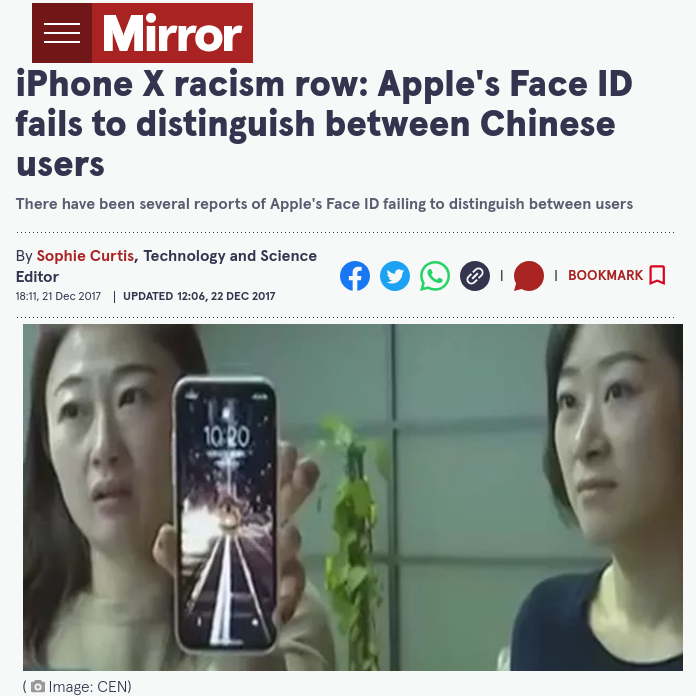 Mirror
iPhone X racism row: Apple's Face ID
fails to distinguish between Chinese
users
There have been several reports of Apple's Face ID failing to distinguish between users
By Sophie Curtis, Technology and Science
Editor
18:11, 21 Dec 2017 | UPDATED 12:06, 22 DEC 2017
| | BOOKMARK
10:20
( Image: CEN)